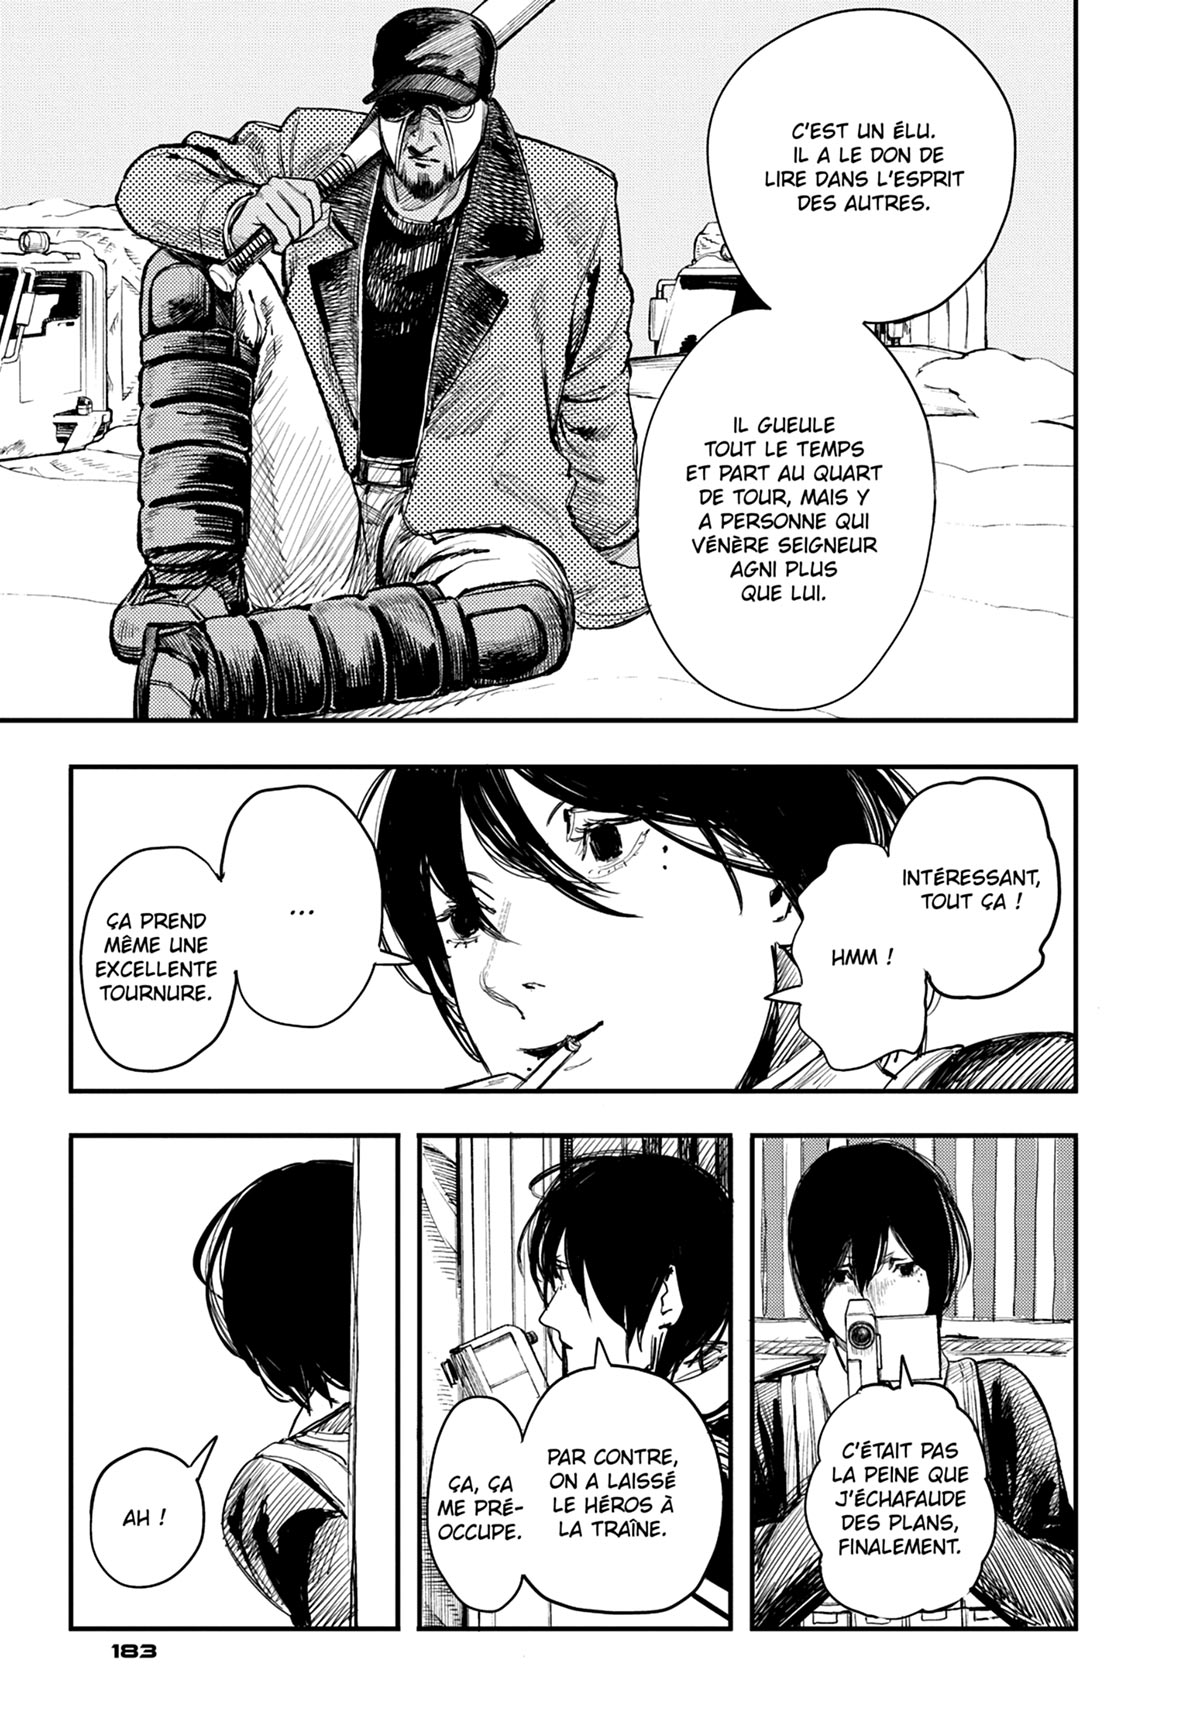 C'EST UN ÉLU.
IL A LE DON DE
LIRE DANS L'ESPRIT
DES AUTRES.
IL GUEULE
TOUT LE TEMPS
ET PART AU QUART
DE TOUR, MAIS Y
A PERSONNE QUI
VÉNÈRE SEIGNEUR
AGNI PLUS
QUE LUI.
INTÉRESSANT,
TOUT ÇA !
HMM !
...
ÇA PREND
MÊME UNE
EXCELLENTE
TOURNURE.
C'ÉTAIT PAS
LA PEINE QUE
J'ÉCHAFAUDE
DES PLANS,
FINALEMENT.
PAR CONTRE,
ON A LAISSÉ
LE HÉROS À
LA TRAÎNE.
ÇA, ÇA
ME PRÉ-
OCCUPE.
AH !
183